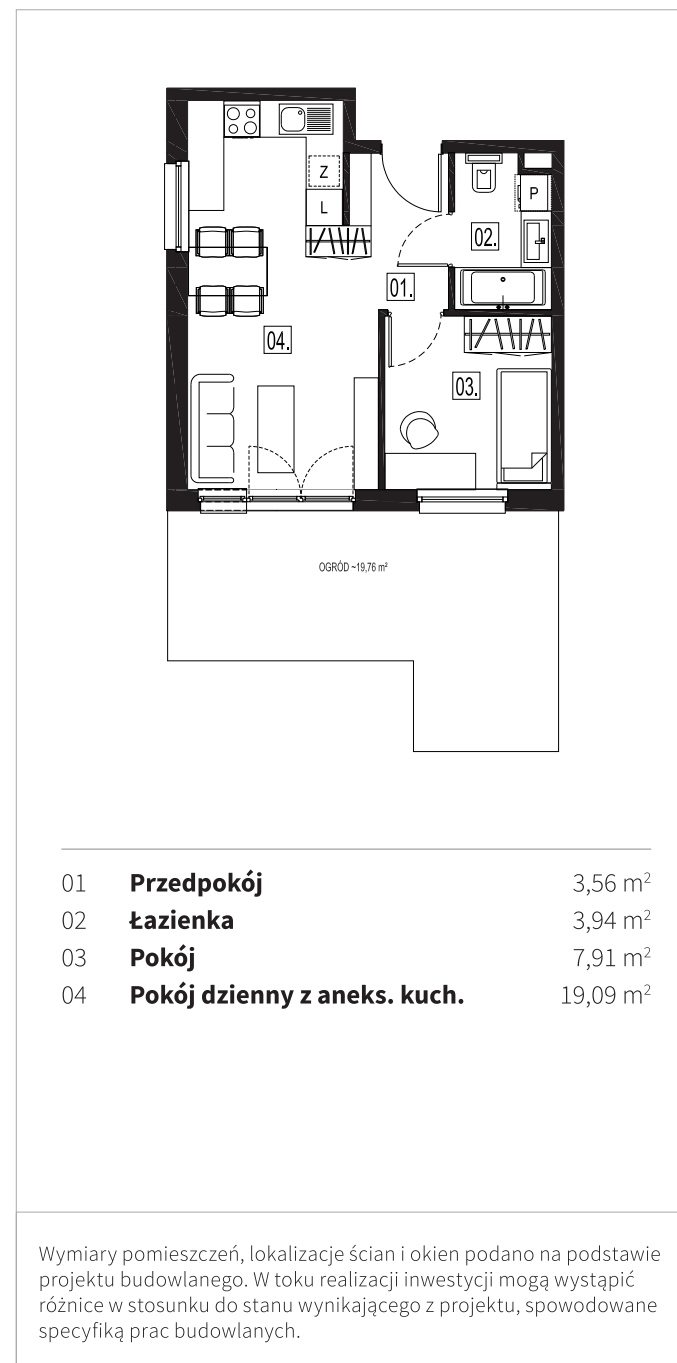 Z
L
P
02.
01.
04.
03.
OGRÓD ~19,76 m²
01 Przedpokój 3,56 m²
02 Łazienka 3,94 m²
03 Pokój 7,91 m²
04 Pokój dzienny z aneks. kuch. 19,09 m²
Wymiary pomieszczeń, lokalizacje ścian i okien podano na podstawie
projektu budowlanego. W toku realizacji inwestycji mogą wystąpić
różnice w stosunku do stanu wynikającego z projektu, spowodowane
specyfiką prac budowlanych.